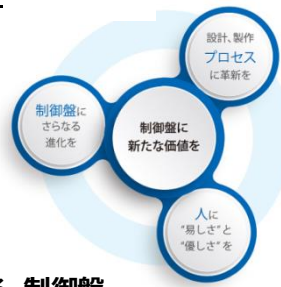 設計、製作
プロセス
に革新を
制御盤に
さらなる
進化を
制御盤に
新たな価値を
人に
“易しさ”と
“優しさ”を
制御盤